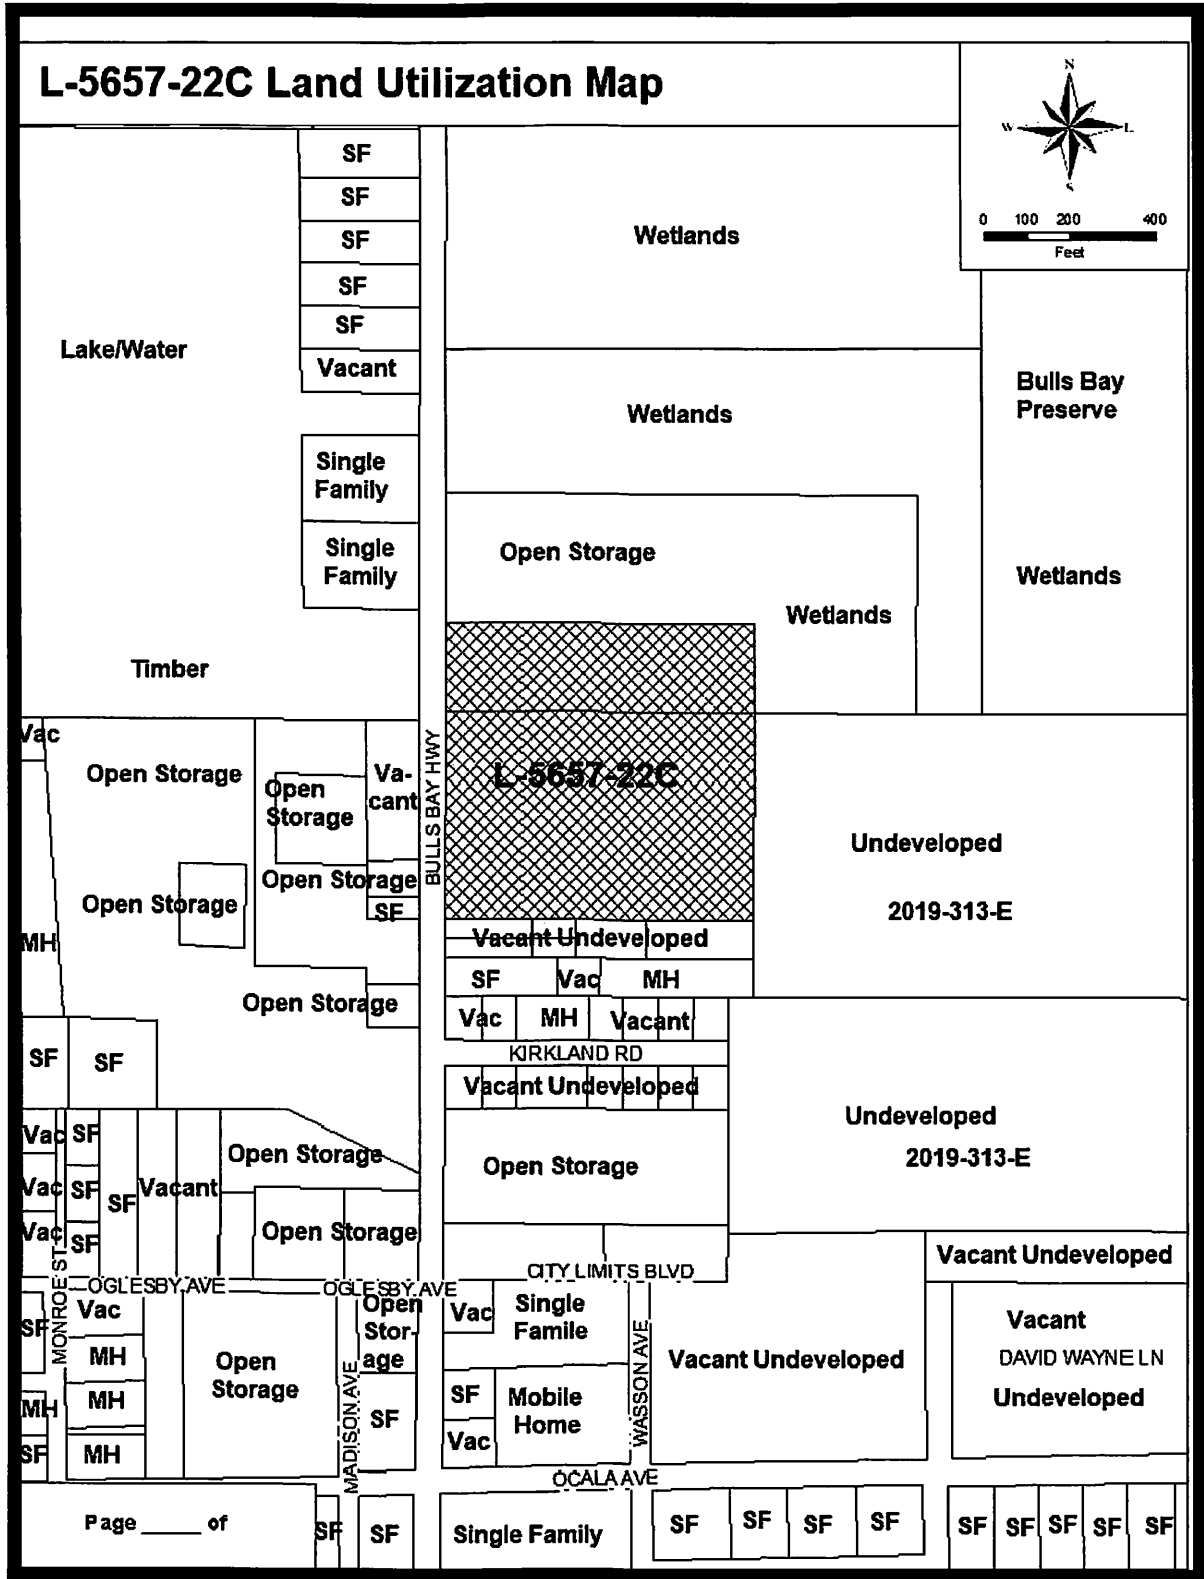 L-5657-22C Land Utilization Map
N
W
L
S
0 100 200 400
Feet
SF
SF
SF
SF
SF
Vacant
Lake/Water
Wetlands
Wetlands
Bulls Bay
Preserve
Single
Family
Single
Family
Open Storage
Wetlands
Wetlands
Timber
Vac
Open Storage
Open
Storage
Va-
cant
BULLS BAY HWY
L-5657-22C
Undeveloped
2019-313-E
Open Storage
Open Storage
SF
MH
Vacant Undeveloped
SF
Vac
MH
Open Storage
Vac
MH
Vacant
KIRKLAND RD
SF
SF
Vacant Undeveloped
Undeveloped
2019-313-E
Vac
SF
Open Storage
Open Storage
Vac
SF
SF
Vacant
Vac
SF
Open Storage
Vacant Undeveloped
CITY LIMITS BLVD
MONROE ST
OGLESBY AVE
OGLESBY AVE
SF
Vac
Open
Stor-
age
Vac
Single
Famile
Vacant
DAVID WAYNE LN
Undeveloped
MH
Open
Storage
MADISON AVE
WASSON AVE
Vacant Undeveloped
MH
MH
SF
SF
Mobile
Home
SF
MH
Vac
OCALA AVE
Page _____ of
SF
SF
Single Family
SF
SF
SF
SF
SF
SF
SF
SF
SF